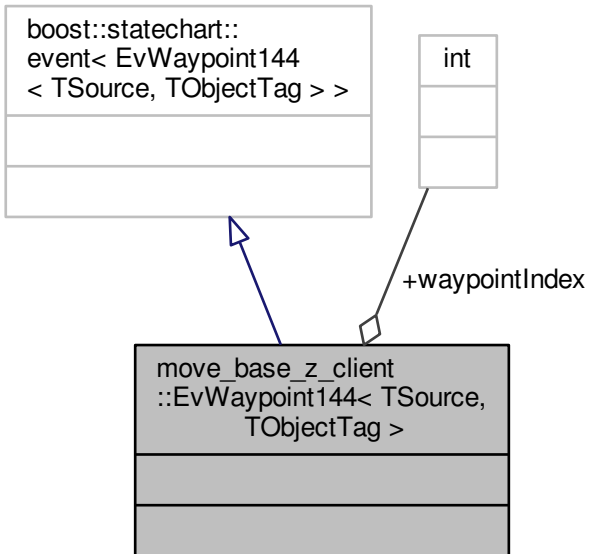 boost::statechart::
event< EvWaypoint144
< TSource, TObjectTag > >
int
+waypointIndex
move_base_z_client
::EvWaypoint144< TSource,
TObjectTag >